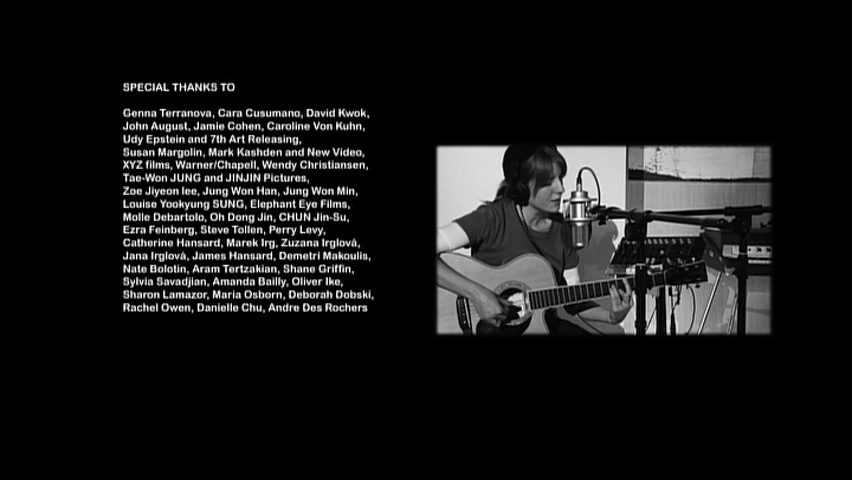 SPECIAL THANKS TO
Genna Terranova, Cara Cusumano, David Kwok,
John August, Jamie Cohen, Caroline Von Kuhn,
Udy Epstein and 7th Art Releasing,
Susan Margolin, Mark Kashden and New Video,
XYZ films, Warner/Chapell, Wendy Christiansen,
Tae-Won JUNG and JINJIN Pictures,
Zoe Jiyeon lee, Jung Won Han, Jung Won Min,
Louise Yookyung SUNG, Elephant Eye Films,
Molle Debartolo, Oh Dong Jin, CHUN Jin-Su,
Ezra Feinberg, Steve Tollen, Perry Levy,
Catherine Hansard, Marek Irg, Zuzana Irglovà,
Jana Irglovà, James Hansard, Demetri Makoulis,
Nate Bolotin, Aram Tertzakian, Shane Griffin,
Sylvia Savadjian, Amanda Bailly, Oliver Ike,
Sharon Lamazor, Maria Osborn, Deborah Dobski,
Rachel Owen, Danielle Chu, Andre Des Rochers